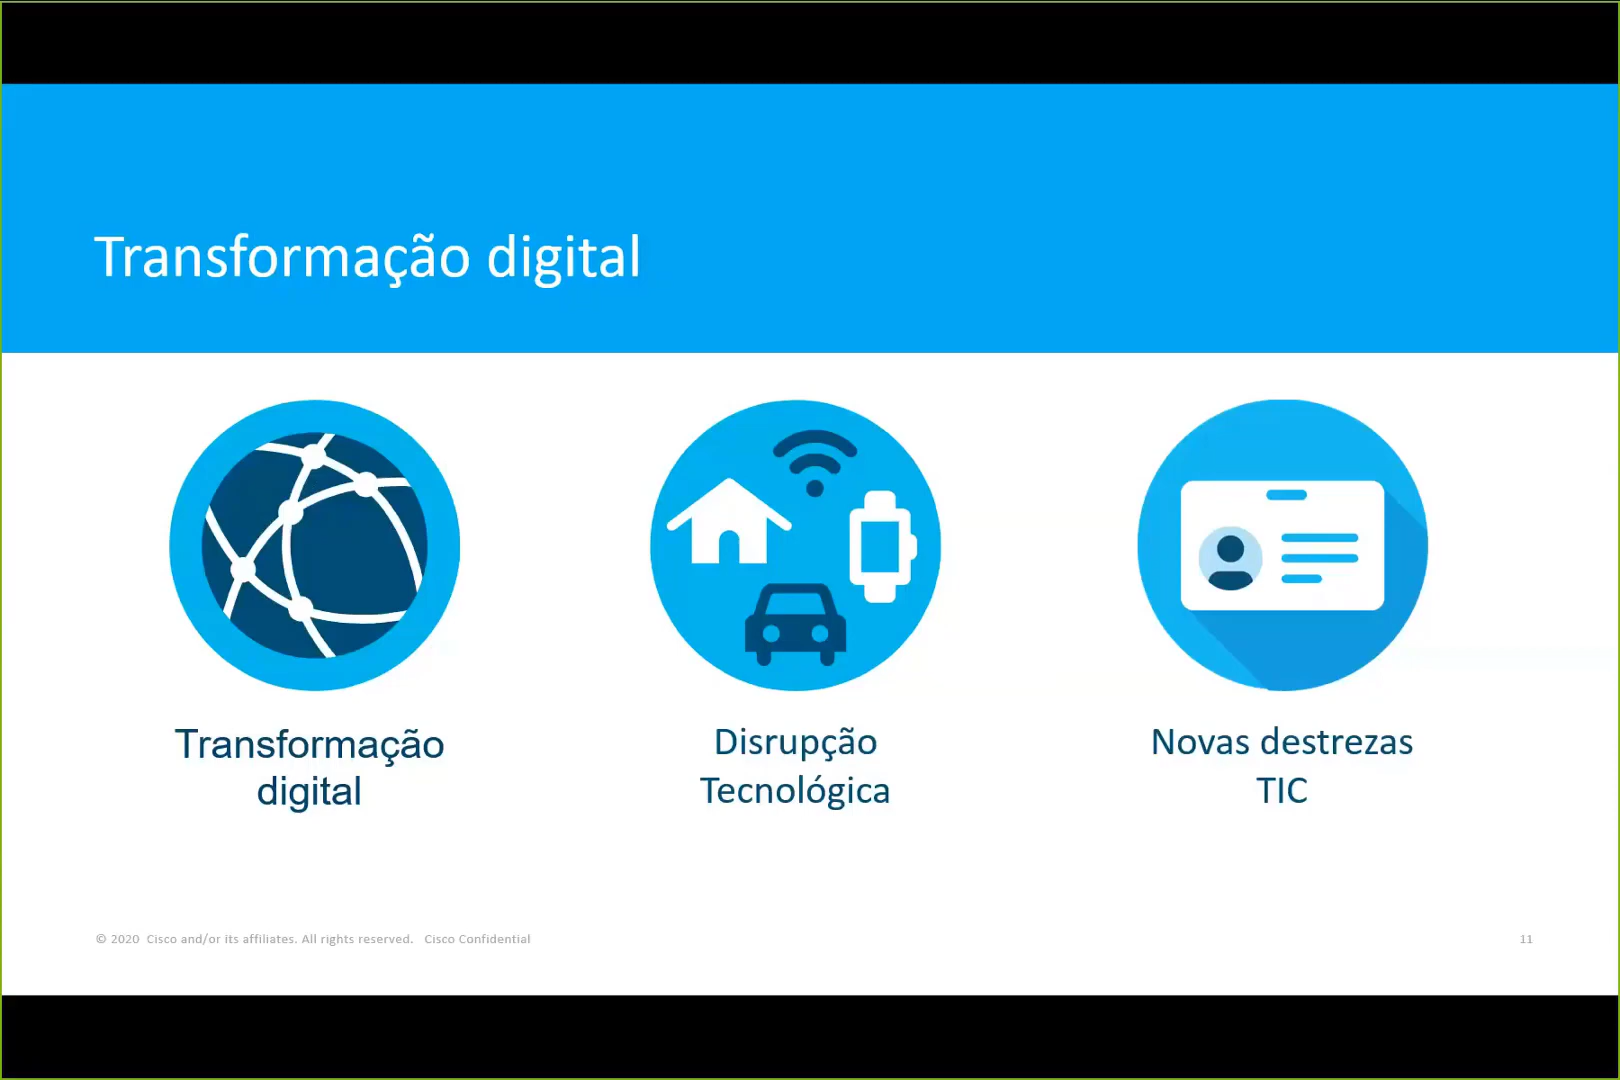 Transformação digital
Transformação
digital
Disrupção
Tecnológica
Novas destrezas
TIC
© 2020 Cisco and/or its affiliates. All rights reserved. Cisco Confidential
11